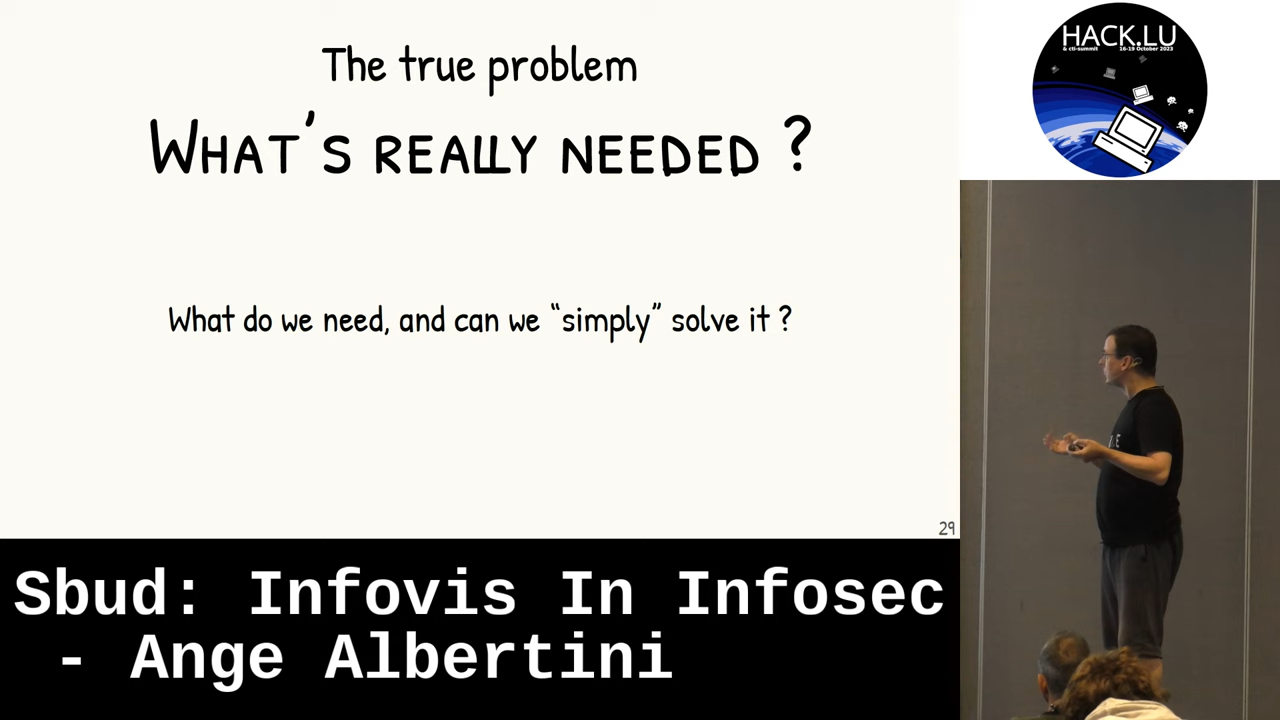 The true problem
WHAT'S REALLY NEEDED ?
What do we need, and can we “simply” solve it ?
29
HACK.LU
& cti-summit 16-19 October 2023
Sbud: Infovis In Infosec
- Ange Albertini